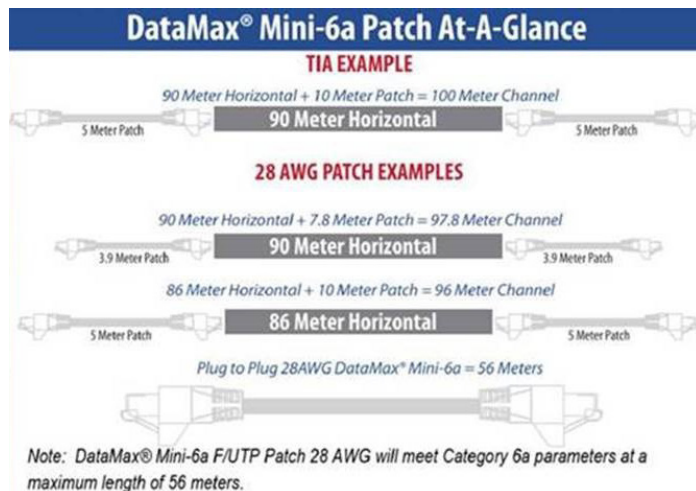 DataMax® Mini-6a Patch At-A-Glance
TIA EXAMPLE
90 Meter Horizontal + 10 Meter Patch = 100 Meter Channel
90 Meter Horizontal
5 Meter Patch
5 Meter Patch
28 AWG PATCH EXAMPLES
90 Meter Horizontal + 7.8 Meter Patch = 97.8 Meter Channel
90 Meter Horizontal
3.9 Meter Patch
3.9 Meter Patch
86 Meter Horizontal + 10 Meter Patch = 96 Meter Channel
86 Meter Horizontal
5 Meter Patch
5 Meter Patch
Plug to Plug 28AWG DataMax® Mini-6a = 56 Meters
Note: DataMax® Mini-6a F/UTP Patch 28 AWG will meet Category 6a parameters at a
maximum length of 56 meters.